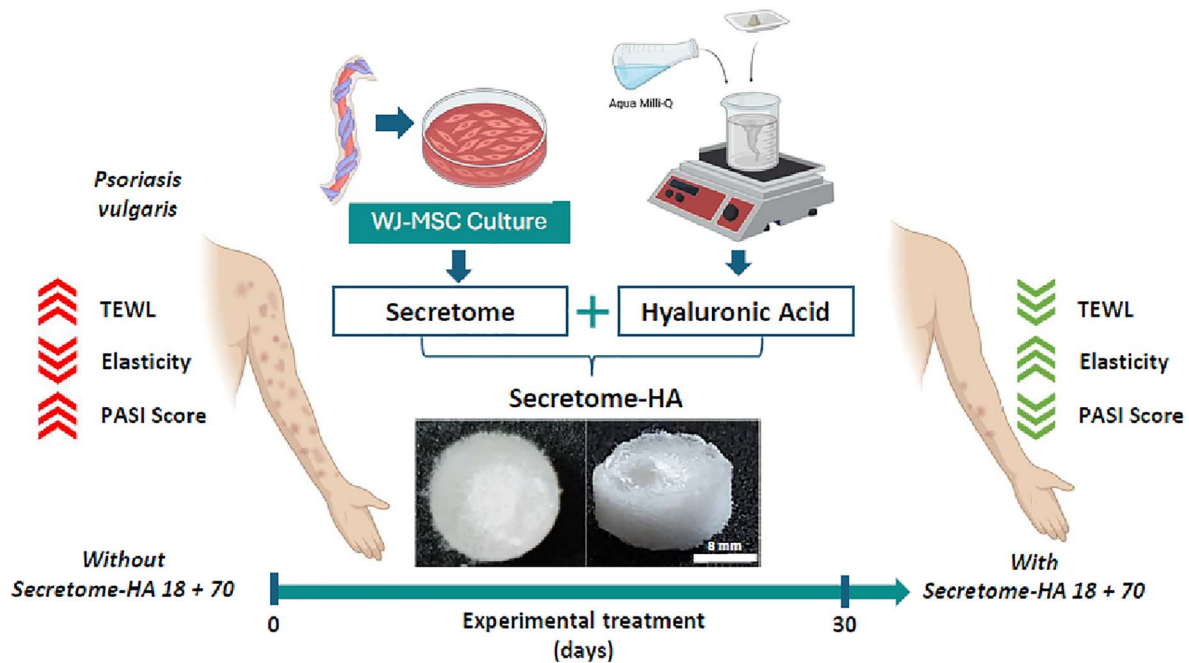 Aqua Milli-Q
Psoriasis
vulgaris
WJ-MSC Culture
TEWL
Elasticity
PASI Score
Secretome
+
Hyaluronic Acid
Secretome-HA
8 mm
TEWL
Elasticity
PASI Score
Without
Secretome-HA 18 + 70
With
Secretome-HA 18 + 70
0
Experimental treatment
(days)
30